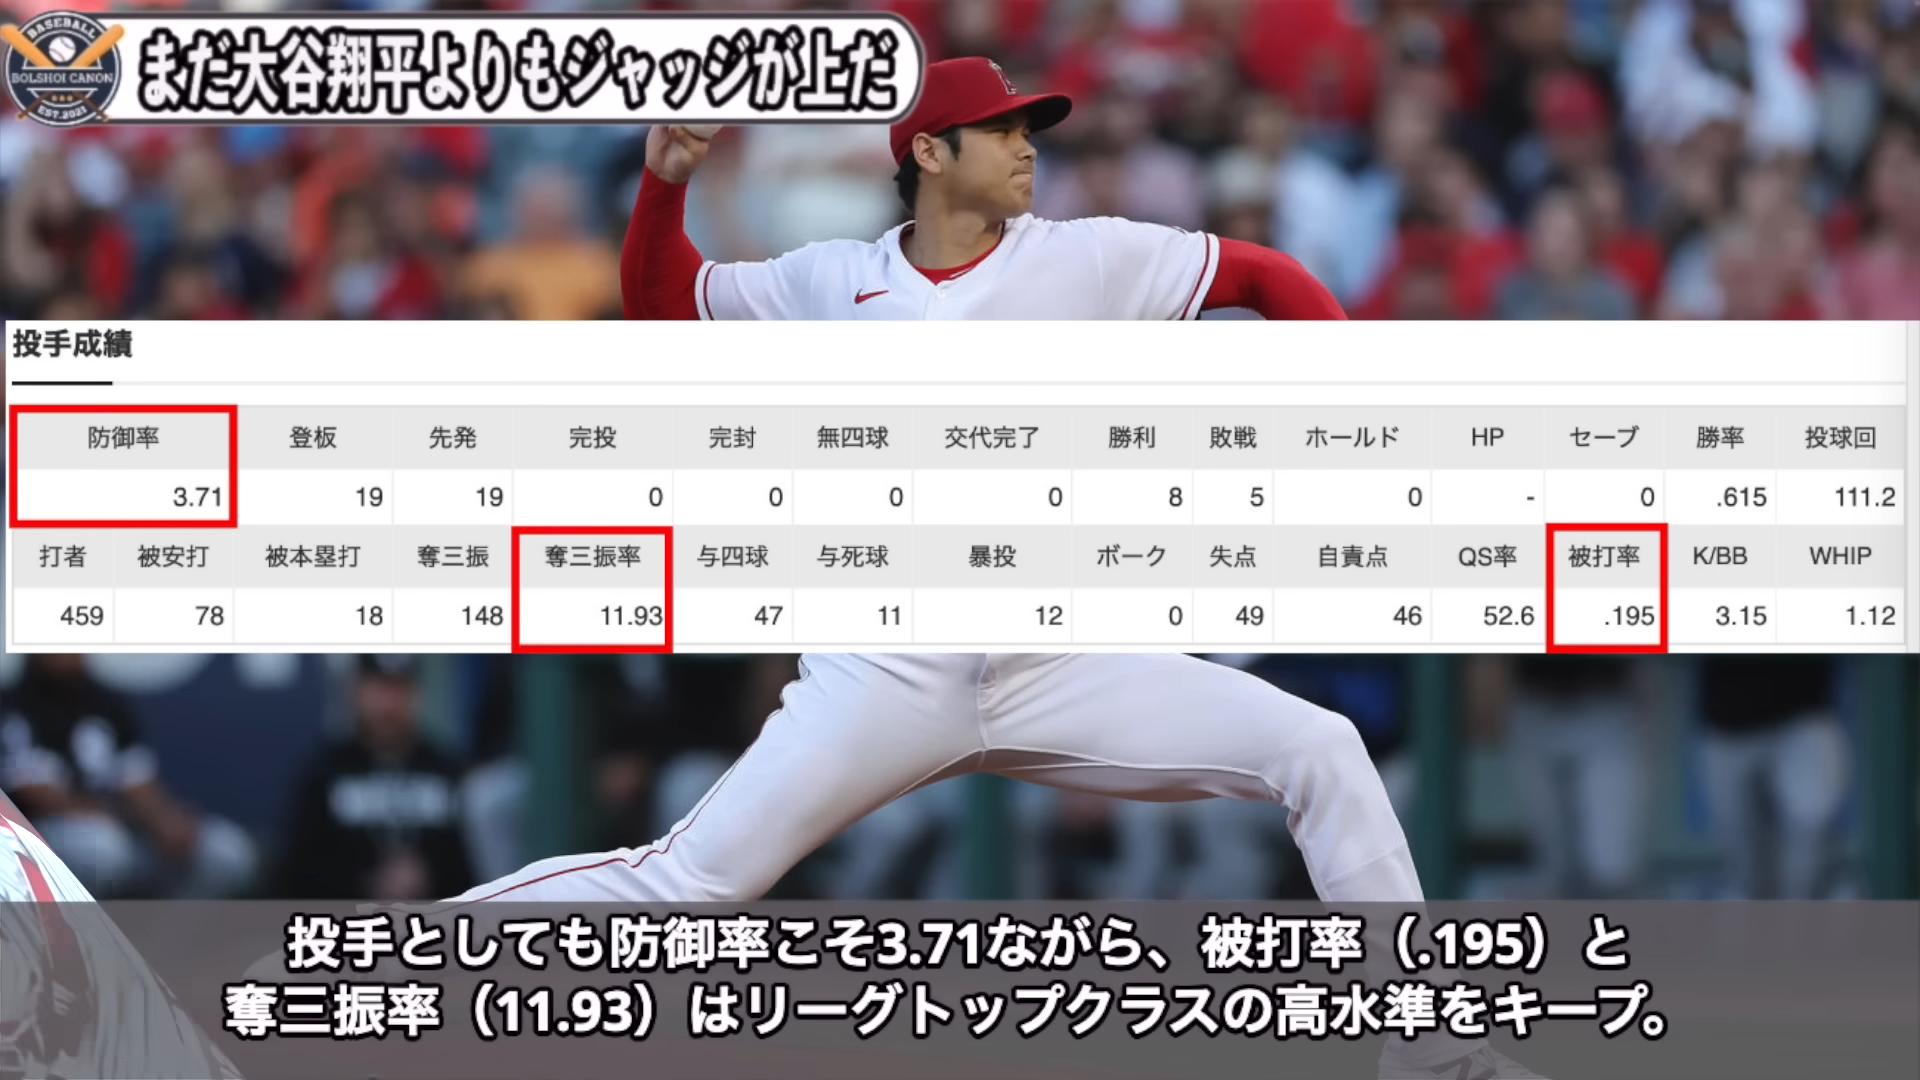 BASEBALL
BOLSHOI CANON
EST.2021
まだ大谷翔平よりもジャッジが上だ
投手成績
防御率 登板 先発 完投 完封 無四球 交代完了 勝利 敗戦 ホールド HP セーブ 勝率 投球回
3.71 19 19 0 0 0 0 8 5 0 - 0 .615 111.2
打者 被安打 被本塁打 奪三振 奪三振率 与四球 与死球 暴投 ボーク 失点 自責点 QS率 被打率 K/BB WHIP
459 78 18 148 11.93 47 11 12 0 49 46 52.6 .195 3.15 1.12
投手としても防御率こそ3.71ながら、被打率（.195）と
奪三振率（11.93）はリーグトップクラスの高水準をキープ。